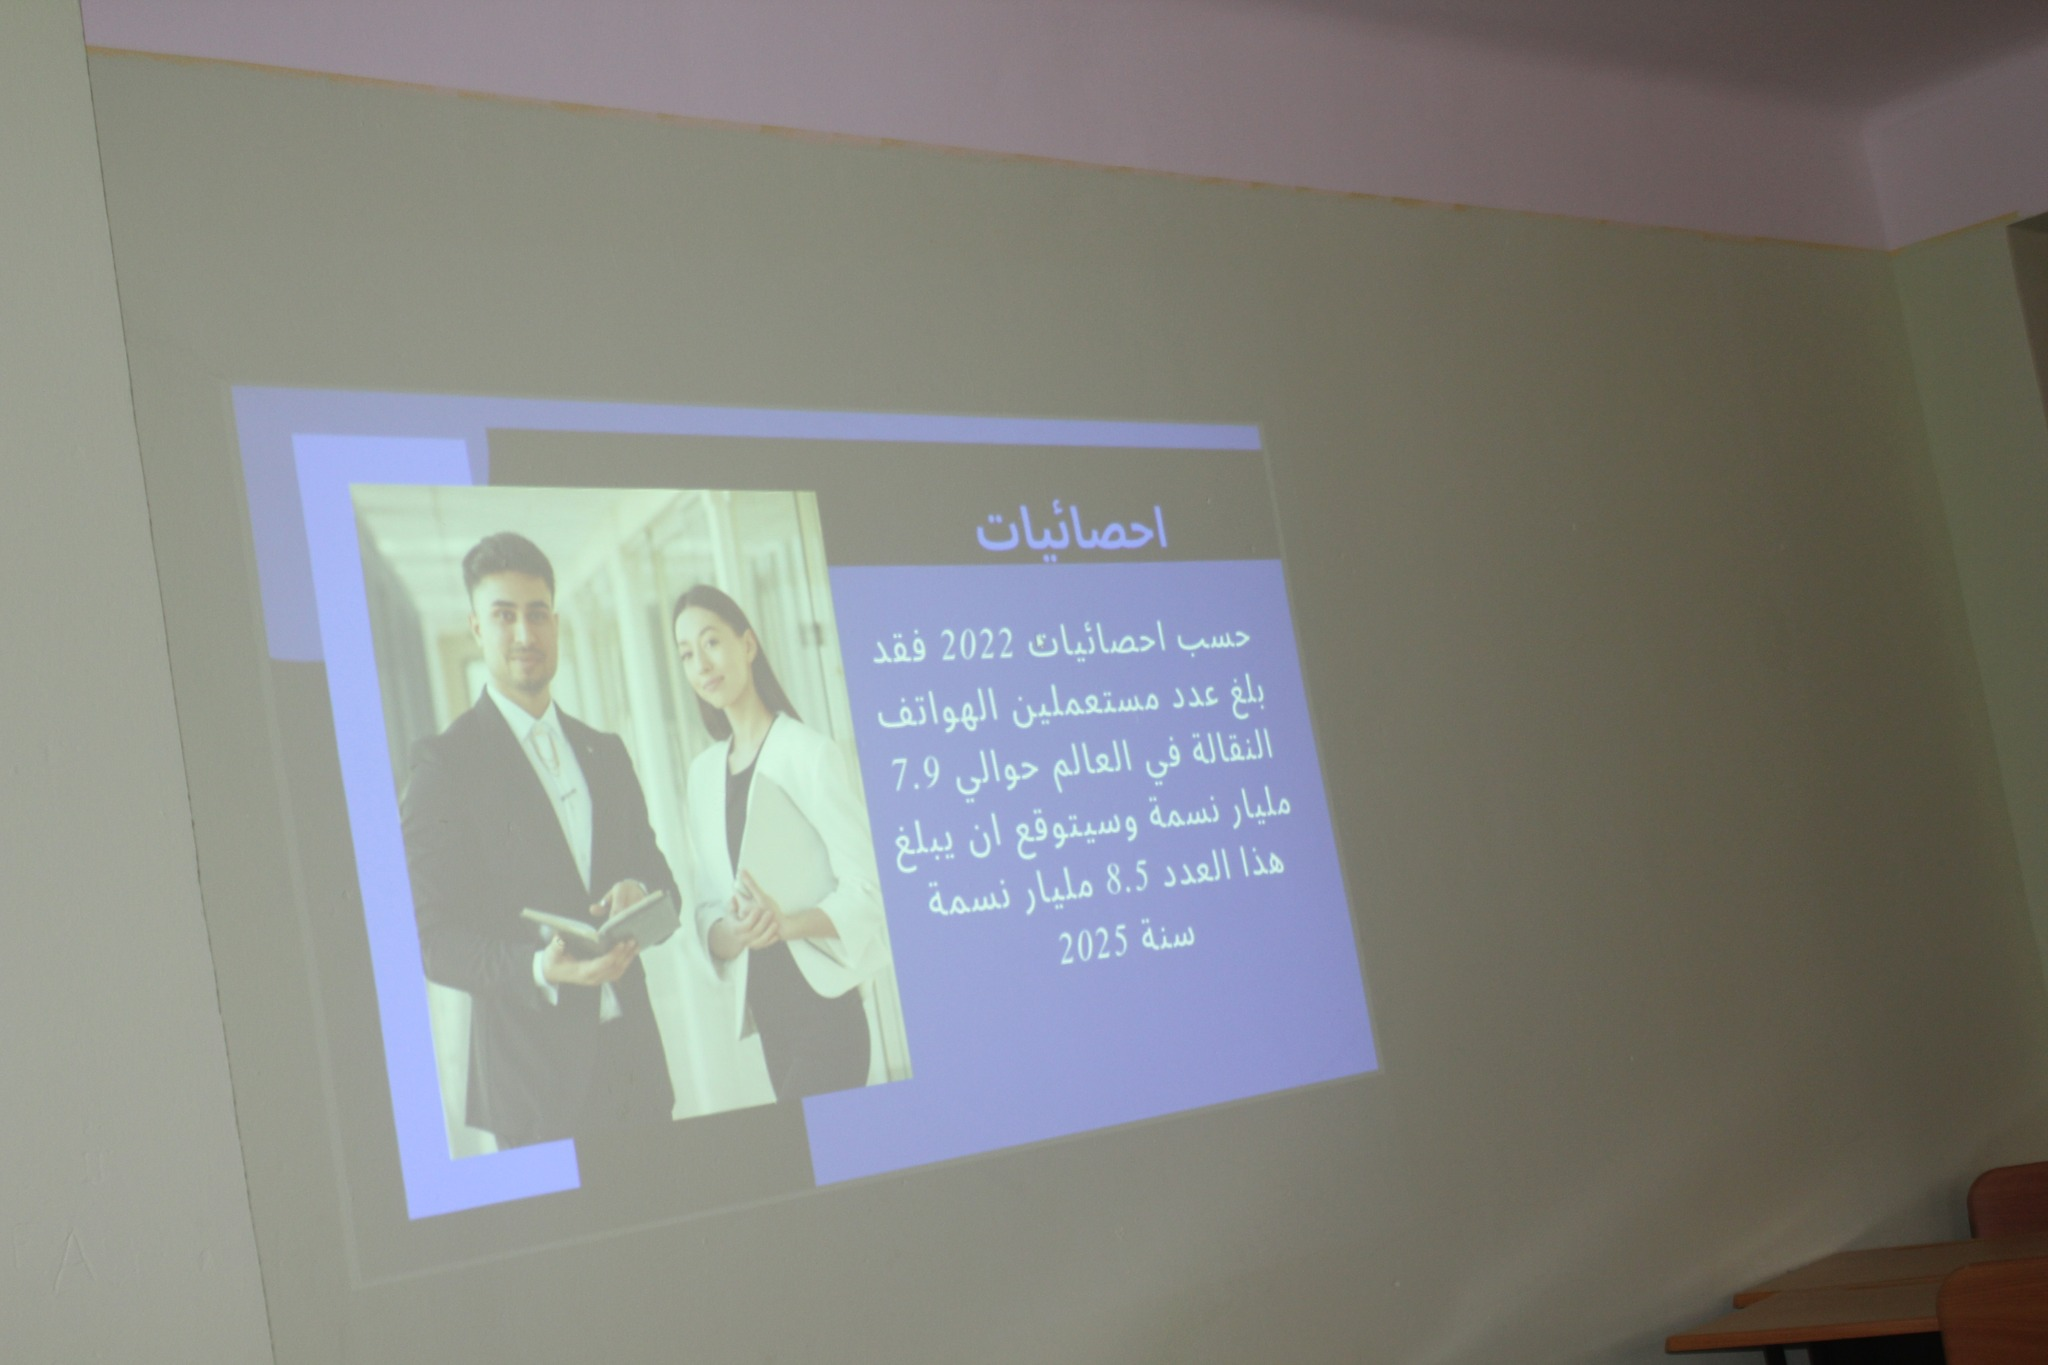 احصائيات
حسب احصائيات 2022 فقد
بلغ عدد مستعملين الهواتف
النقالة في العالم حوالي 7.9
مليار نسمة وسيتوقع ان يبلغ
هذا العدد 8.5 مليار نسمة
سنة 2025